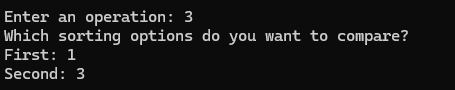 Enter an operation: 3
Which sorting options do you want to compare?
First: 1
Second: 3